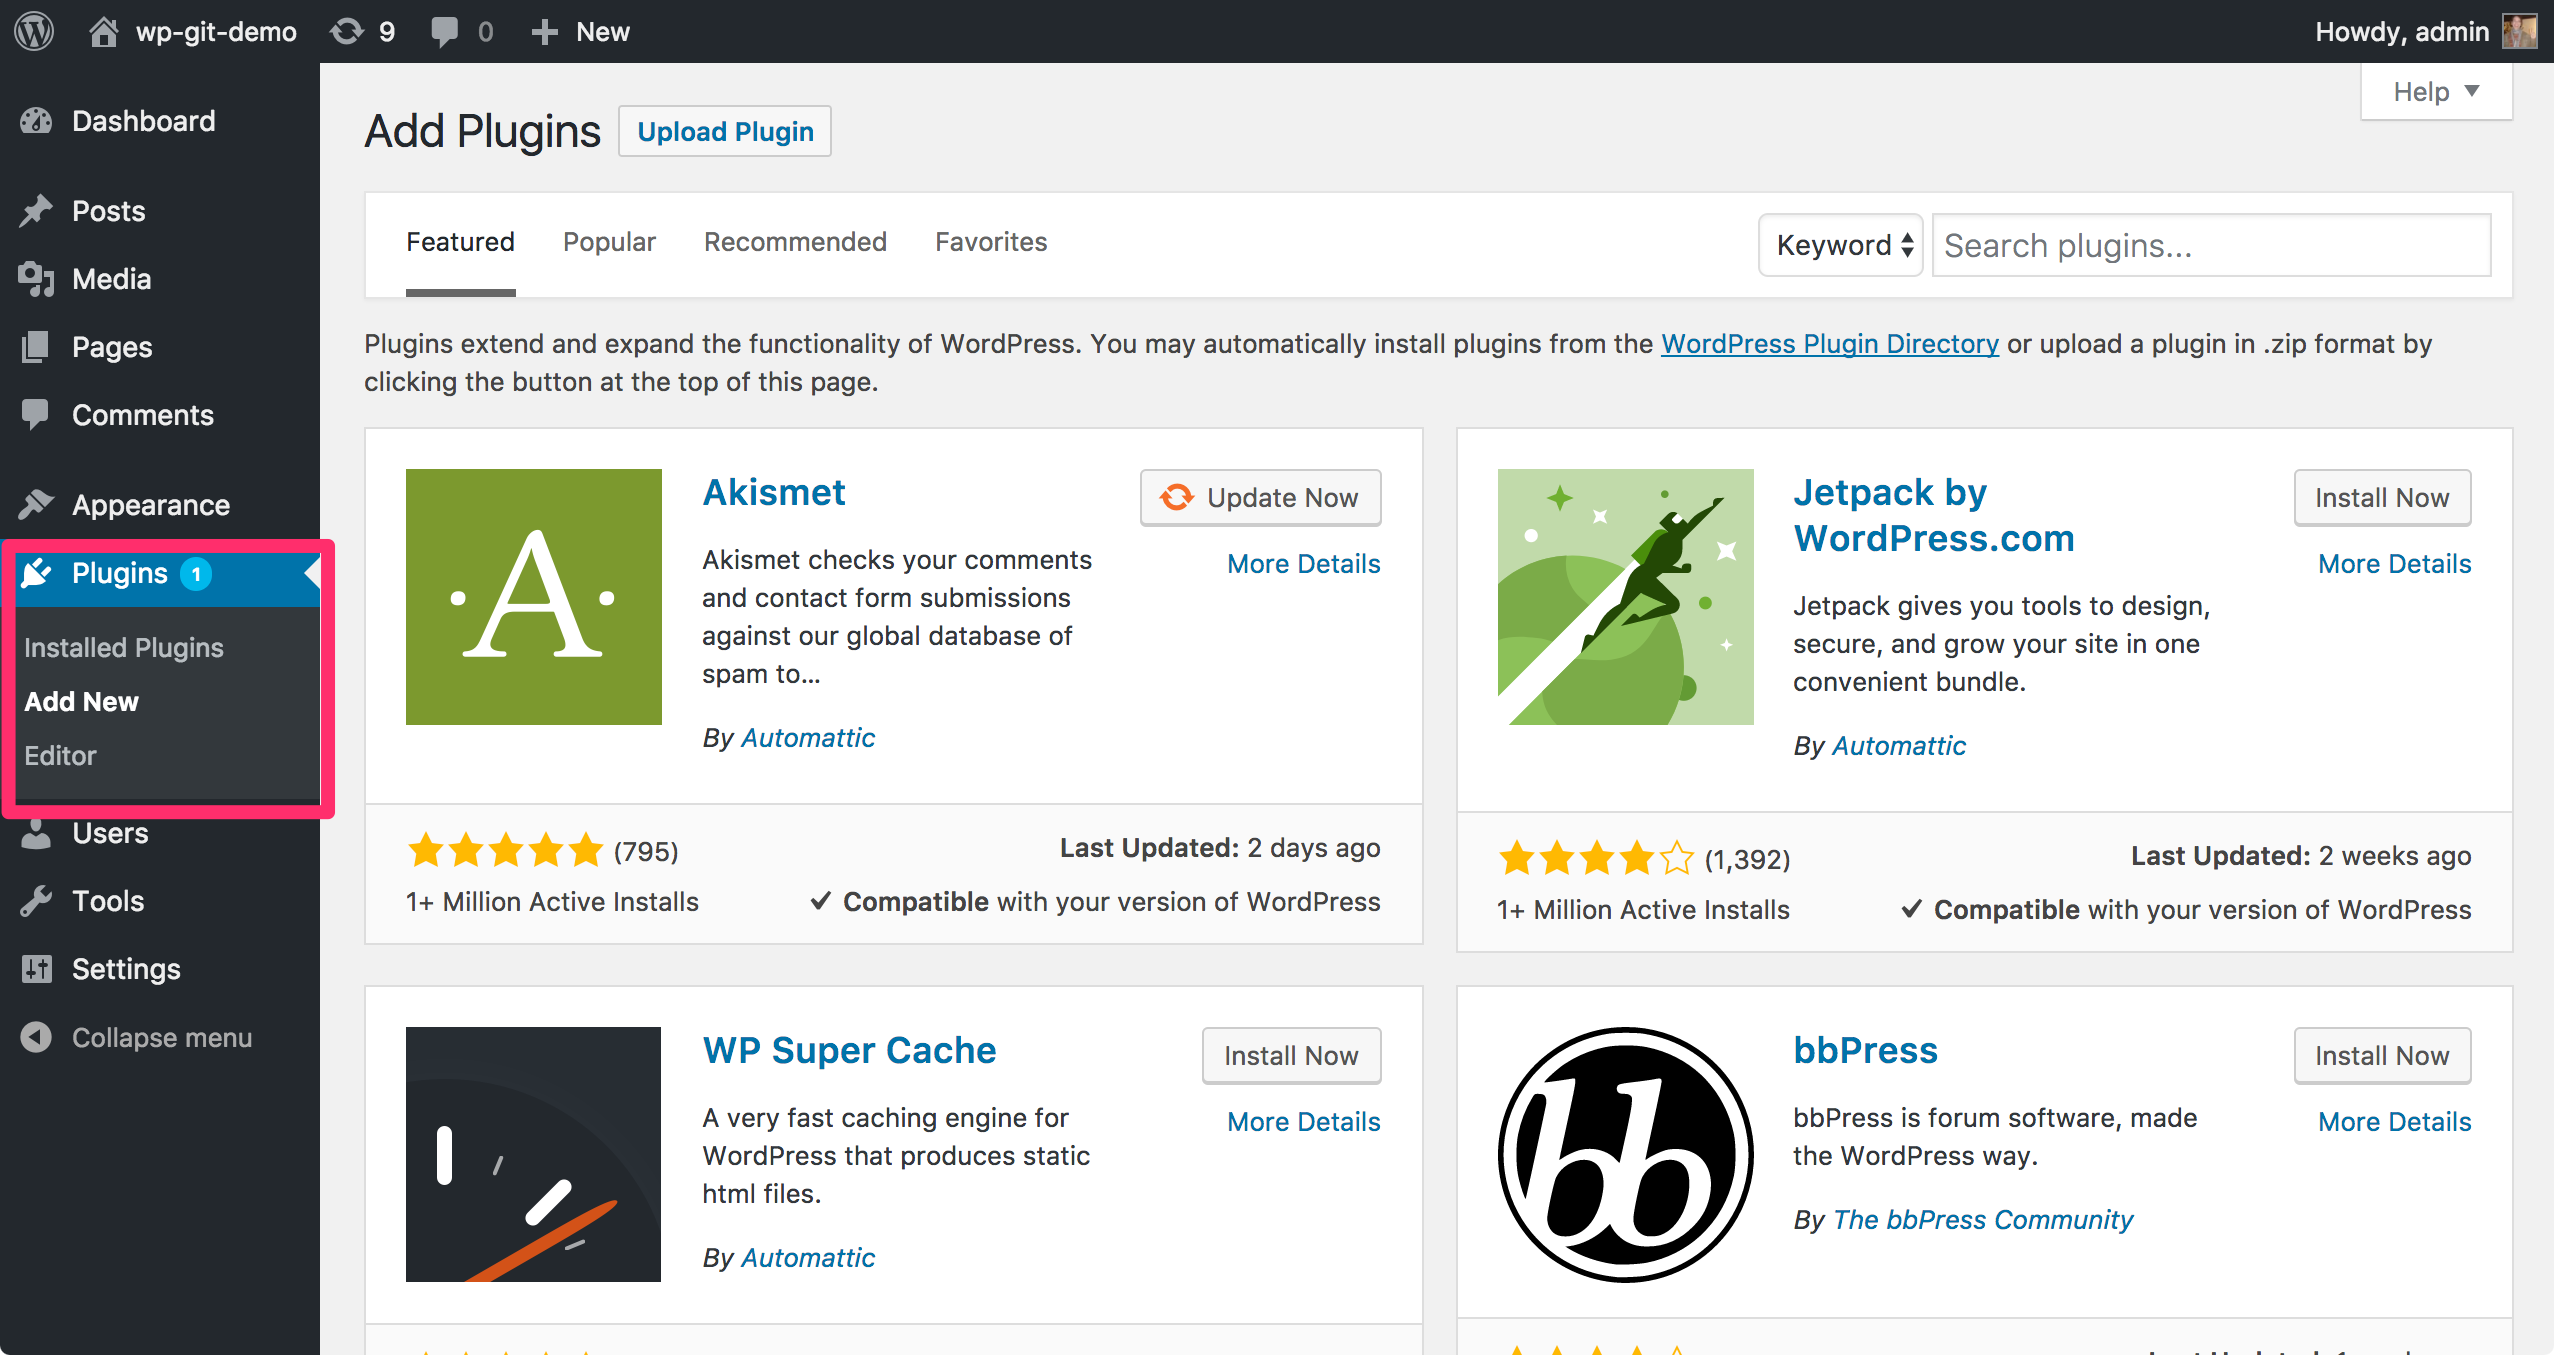 wp-git-demo 9 0 New Howdy, admin
Help
Dashboard
Posts
Media
Pages
Comments
Appearance
Plugins 1
Installed Plugins
Add New
Editor
Users
Tools
Settings
Collapse menu
Add Plugins Upload Plugin
Featured Popular Recommended Favorites Keyword Search plugins...
Plugins extend and expand the functionality of WordPress. You may automatically install plugins from the WordPress Plugin Directory or upload a plugin in .zip format by
clicking the button at the top of this page.
A
Akismet
Update Now
More Details
Akismet checks your comments
and contact form submissions
against our global database of
spam to...
By Automattic
(795)
Last Updated: 2 days ago
1+ Million Active Installs
Compatible with your version of WordPress
Jetpack by
WordPress.com
Install Now
More Details
Jetpack gives you tools to design,
secure, and grow your site in one
convenient bundle.
By Automattic
(1,392)
Last Updated: 2 weeks ago
1+ Million Active Installs
Compatible with your version of WordPress
WP Super Cache
Install Now
More Details
A very fast caching engine for
WordPress that produces static
html files.
By Automattic
bb
bbPress
Install Now
More Details
bbPress is forum software, made
the WordPress way.
By The bbPress Community